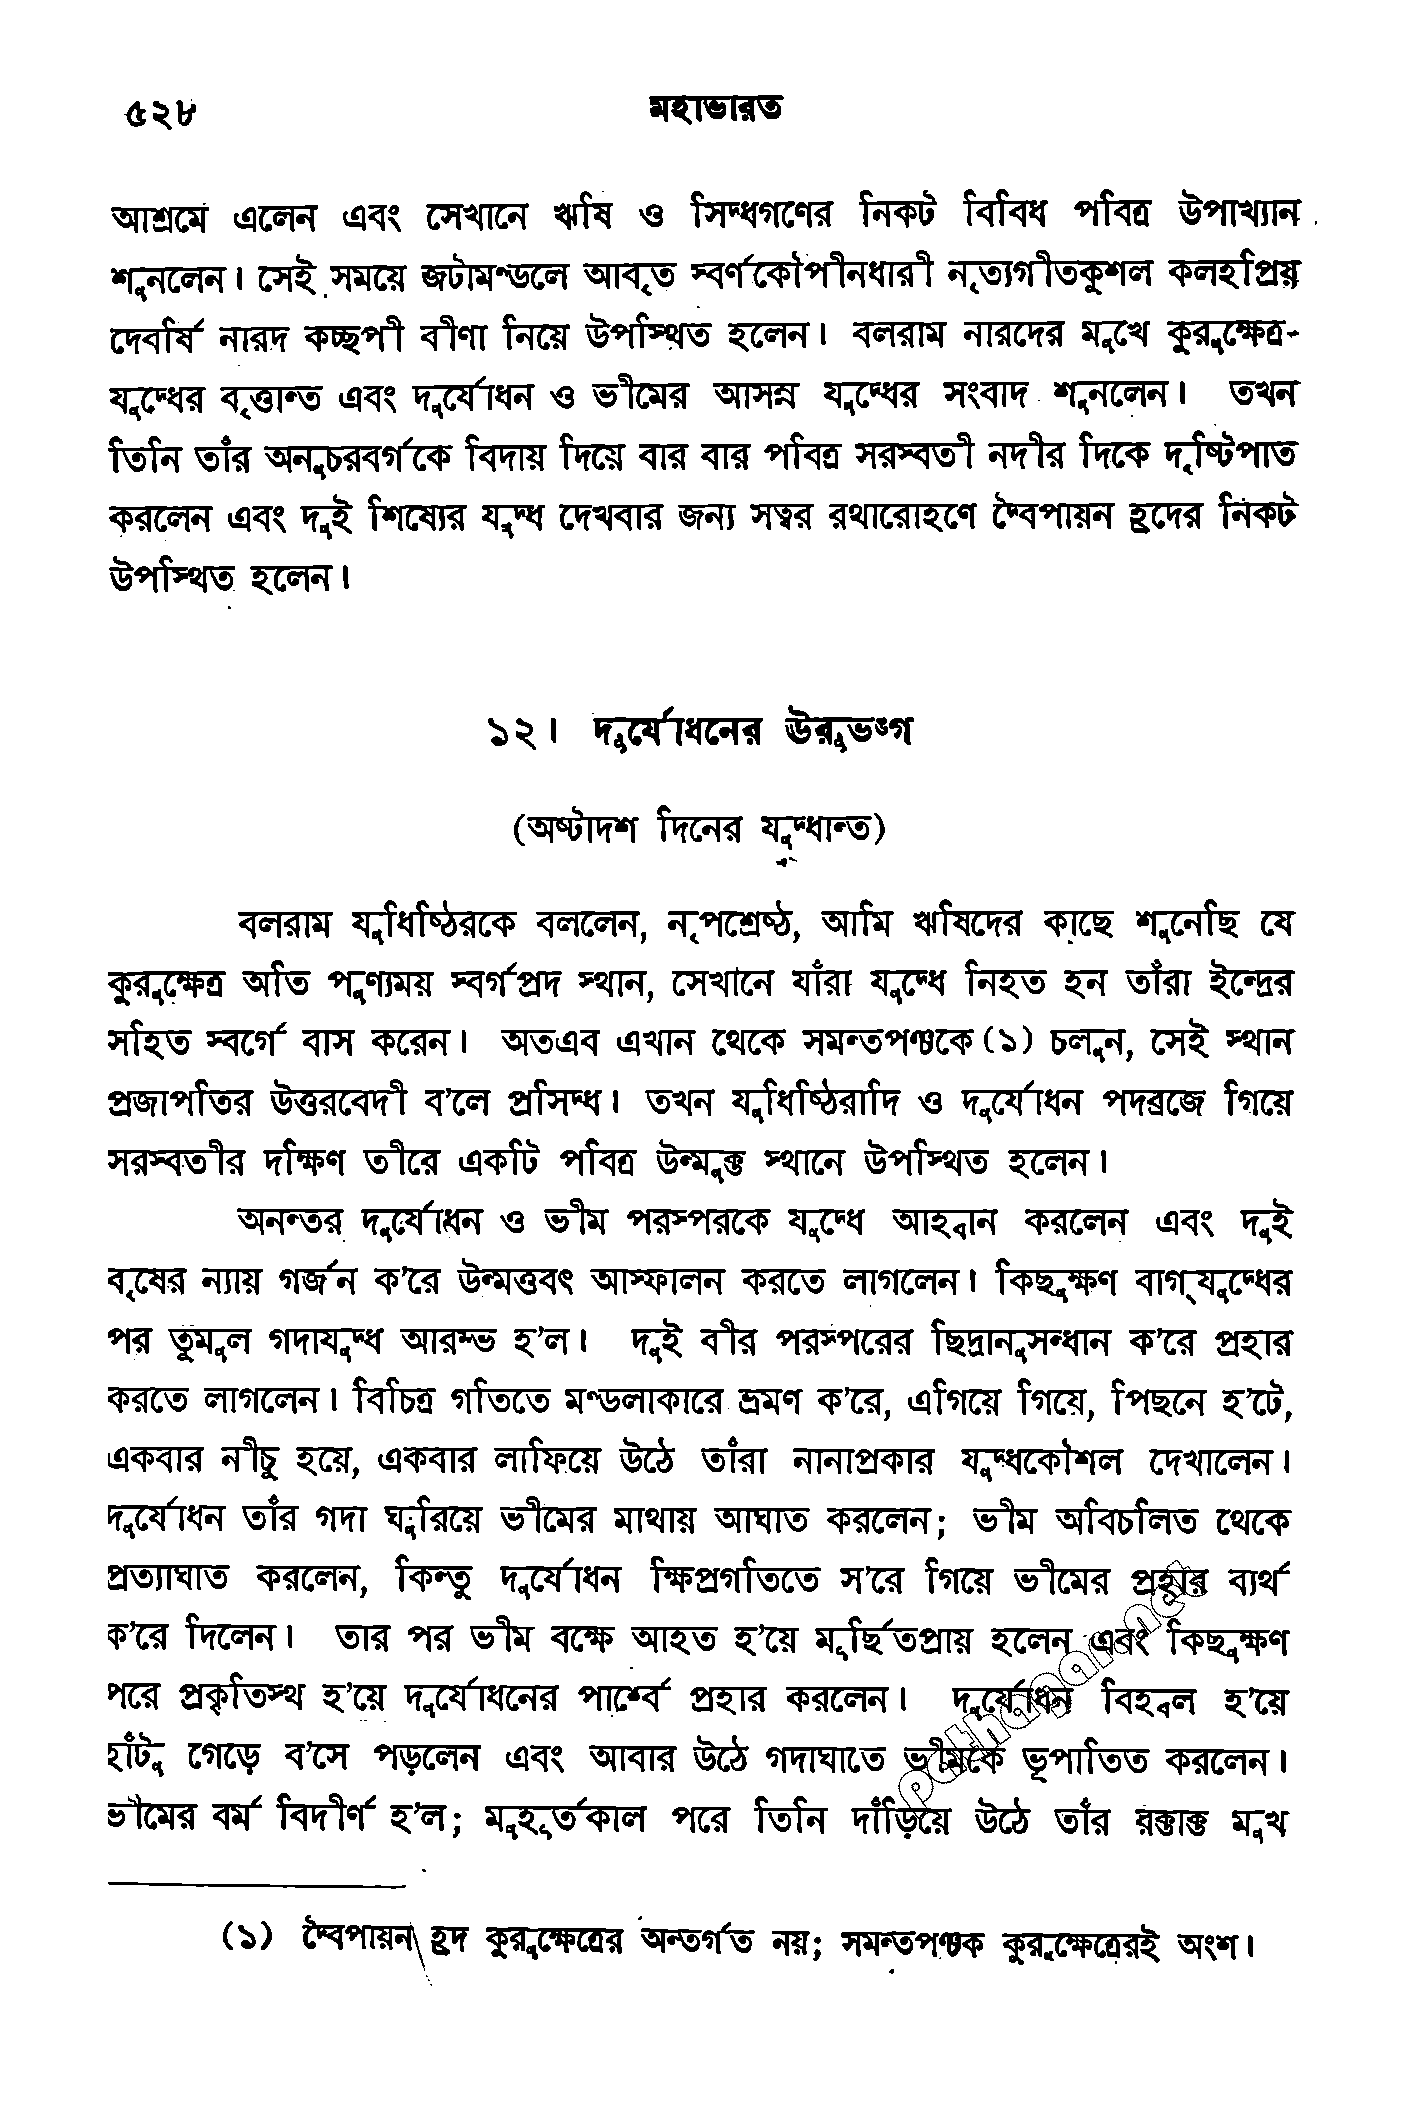 ৫২৮
মহাভারত
আশ্রমে এলেন এবং সেখানে ঋষি ও সিদ্ধগণের নিকট বিবিধ পবিত্র উপাখ্যান
শুনলেন। সেই সময়ে জটামণ্ডলে আবৃত স্বর্ণকৌপীনধারী নৃত্যগীতকুশল কলহপ্রিয়
দেবর্ষি নারদ কচ্ছপী বীণা নিয়ে উপস্থিত হলেন। বলরাম নারদের মুখে কুরুক্ষেত্র-
যুদ্ধের বৃত্তান্ত এবং দুর্যোধন ও ভীমের আসন্ন যুদ্ধের সংবাদ শুনলেন। তখন
তিনি তাঁর অনুচরবর্গকে বিদায় দিয়ে বার বার পবিত্র সরস্বতী নদীর দিকে দৃষ্টিপাত
করলেন এবং দুই শিষ্যের যুদ্ধ দেখবার জন্য সত্বর রথারোহণে দ্বৈপায়ন হ্রদের নিকট
উপস্থিত হলেন।
১২। দুর্যোধনের ঊরুভঙ্গ
(অষ্টাদশ দিনের যুদ্ধান্ত)
বলরাম যুধিষ্ঠিরকে বললেন, নৃপশ্রেষ্ঠ, আমি ঋষিদের কাছে শুনেছি যে
কুরুক্ষেত্র অতি পুণ্যময় স্বর্গপ্রদ স্থান, সেখানে যাঁরা যুদ্ধে নিহত হন তাঁরা ইন্দ্রের
সহিত স্বর্গে বাস করেন। অতএব এখান থেকে সমন্তপঞ্চকে(১) চলুন, সেই স্থান
প্রজাপতির উত্তরবেদী ব'লে প্রসিদ্ধ। তখন যুধিষ্ঠিরাদি ও দুর্যোধন পদব্রজে গিয়ে
সরস্বতীর দক্ষিণ তীরে একটি পবিত্র উন্মুক্ত স্থানে উপস্থিত হলেন।
অনন্তর দুর্যোধন ও ভীম পরস্পরকে যুদ্ধে আহ্বান করলেন এবং দুই
বৃষের ন্যায় গর্জন ক'রে উন্মত্তবৎ আস্ফালন করতে লাগলেন। কিছুক্ষণ বাগ্‌যুদ্ধের
পর তুমুল গদাযুদ্ধ আরম্ভ হ'ল। দুই বীর পরস্পরের ছিদ্রানুসন্ধান ক'রে প্রহার
করতে লাগলেন। বিচিত্র গতিতে মণ্ডলাকারে ভ্রমণ ক'রে, এগিয়ে গিয়ে, পিছনে হ'টে,
একবার নীচু হয়ে, একবার লাফিয়ে উঠে তাঁরা নানাপ্রকার যুদ্ধকৌশল দেখালেন।
দুর্যোধন তাঁর গদা ঘুরিয়ে ভীমের মাথায় আঘাত করলেন; ভীম অবিচলিত থেকে
প্রত্যাঘাত করলেন, কিন্তু দুর্যোধন ক্ষিপ্রগতিতে স'রে গিয়ে ভীমের প্রহার ব্যর্থ
ক'রে দিলেন। তার পর ভীম বক্ষে আহত হ'য়ে মূর্ছিতপ্রায় হলেন এবং কিছুক্ষণ
পরে প্রকৃতিস্থ হ'য়ে দুর্যোধনের পার্শ্বে প্রহার করলেন। দুর্যোধন বিহ্বল হ'য়ে
হাঁটু গেড়ে ব'সে পড়লেন এবং আবার উঠে গদাঘাতে ভীমকে ভূপাতিত করলেন।
ভীমের বর্ম বিদীর্ণ হ'ল; মুহূর্তকাল পরে তিনি দাঁড়িয়ে উঠে তাঁর রক্তাক্ত মুখ
(১) দ্বৈপায়ন হ্রদ কুরুক্ষেত্রের অন্তর্গত নয়; সমন্তপঞ্চক কুরুক্ষেত্রেরই অংশ।
pathagar.net